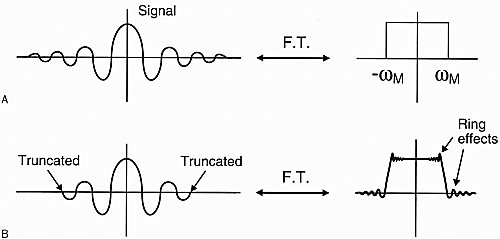 Signal
F.T.
-ωM ωM
A
Ring
effects
Truncated Truncated
F.T.
B